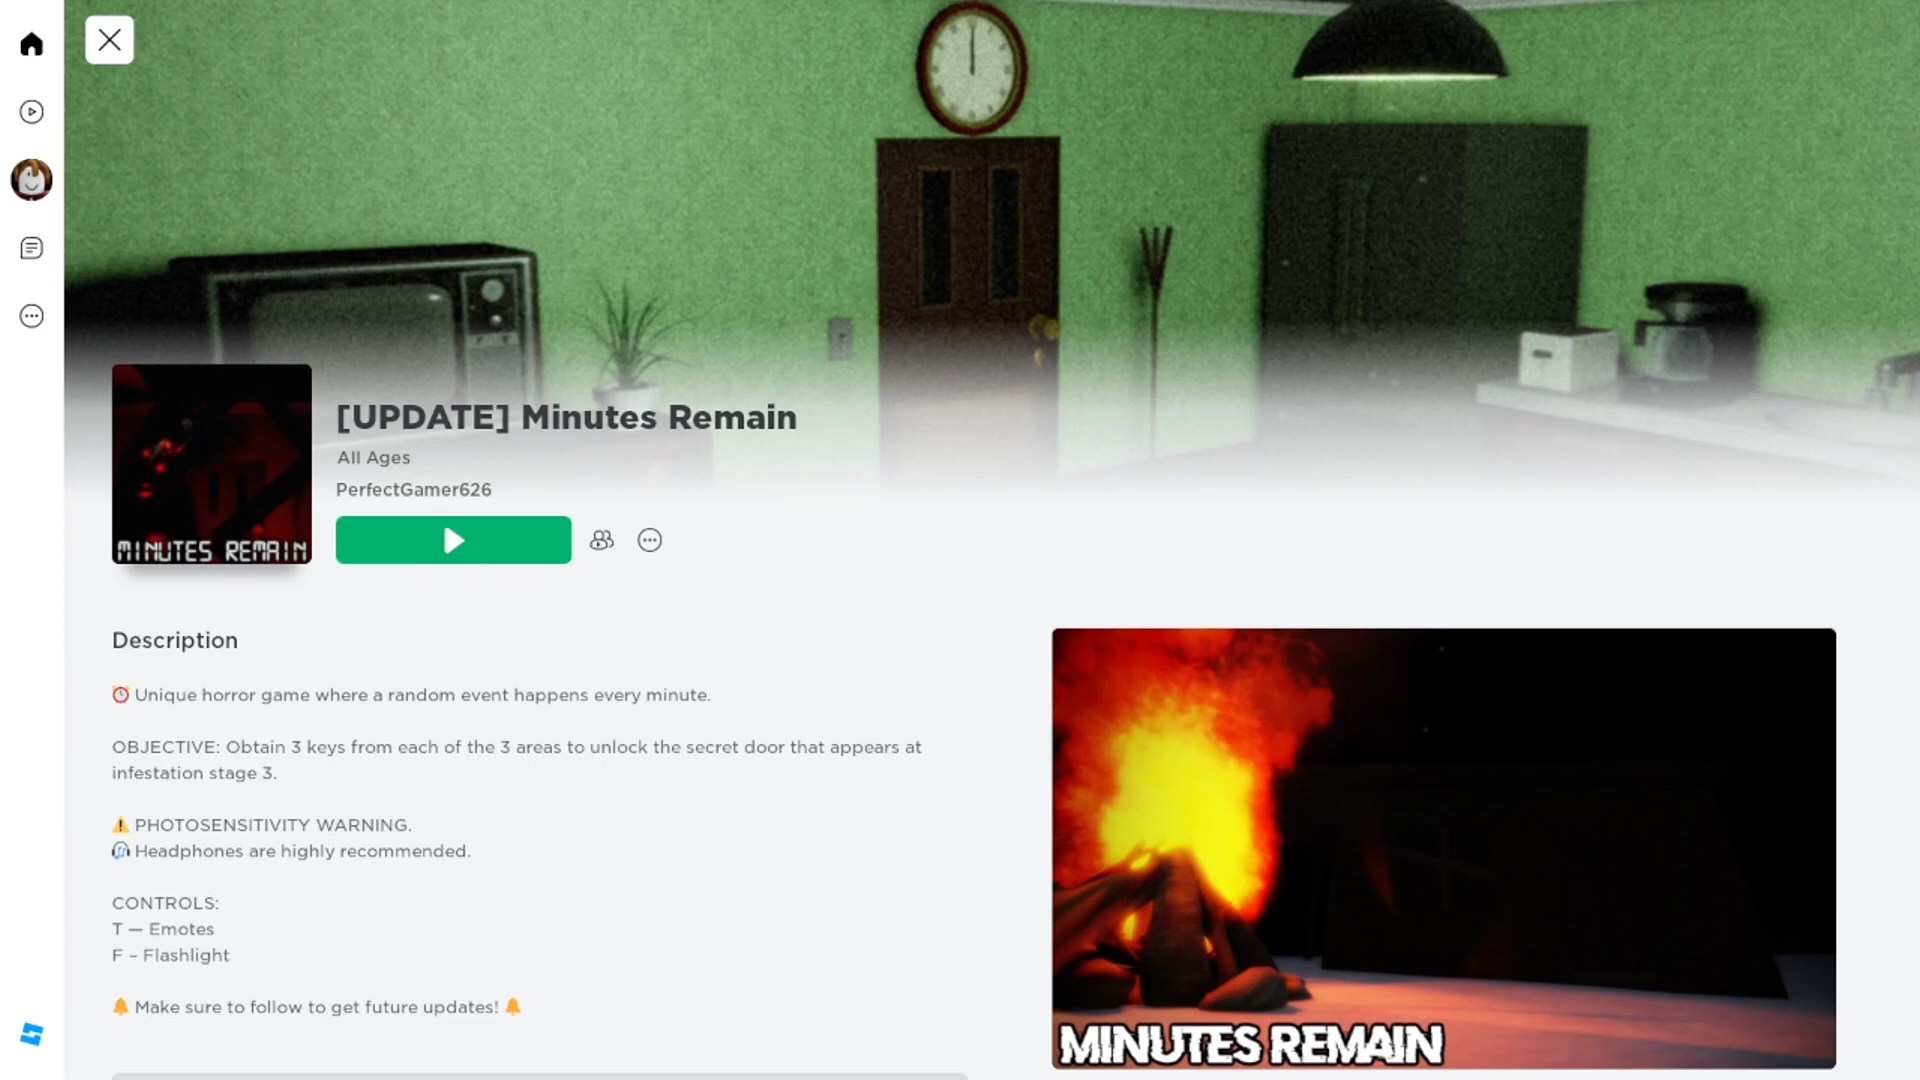 [UPDATE] Minutes Remain
All Ages
PerfectGamer626
MINUTES REMAIN
Description
⏰ Unique horror game where a random event happens every minute.
OBJECTIVE: Obtain 3 keys from each of the 3 areas to unlock the secret door that appears at
infestation stage 3.
⚠️ PHOTOSENSITIVITY WARNING.
🎧 Headphones are highly recommended.
CONTROLS:
T — Emotes
F – Flashlight
🔔 Make sure to follow to get future updates! 🔔
MINUTES REMAIN